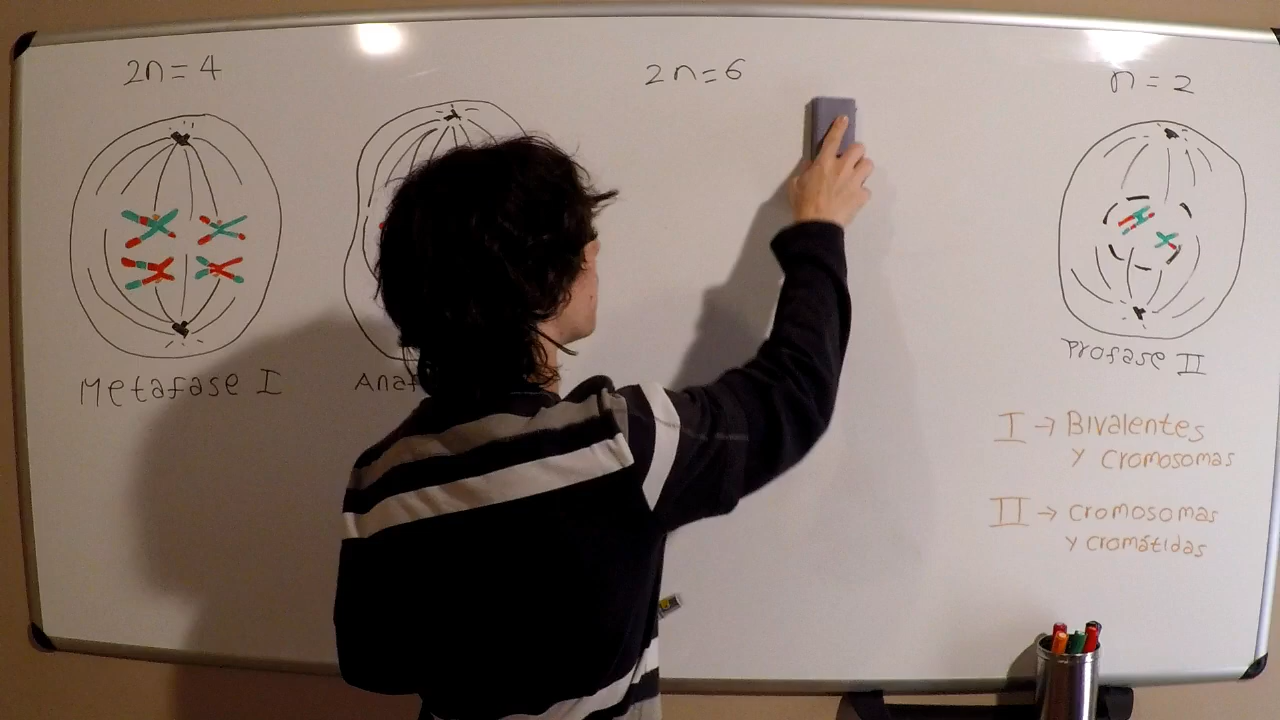 2n=4
2n=6
n=2
Metafase I
Profase II
I → Bivalentes
y cromosomas
II → cromosomas
y cromátidas